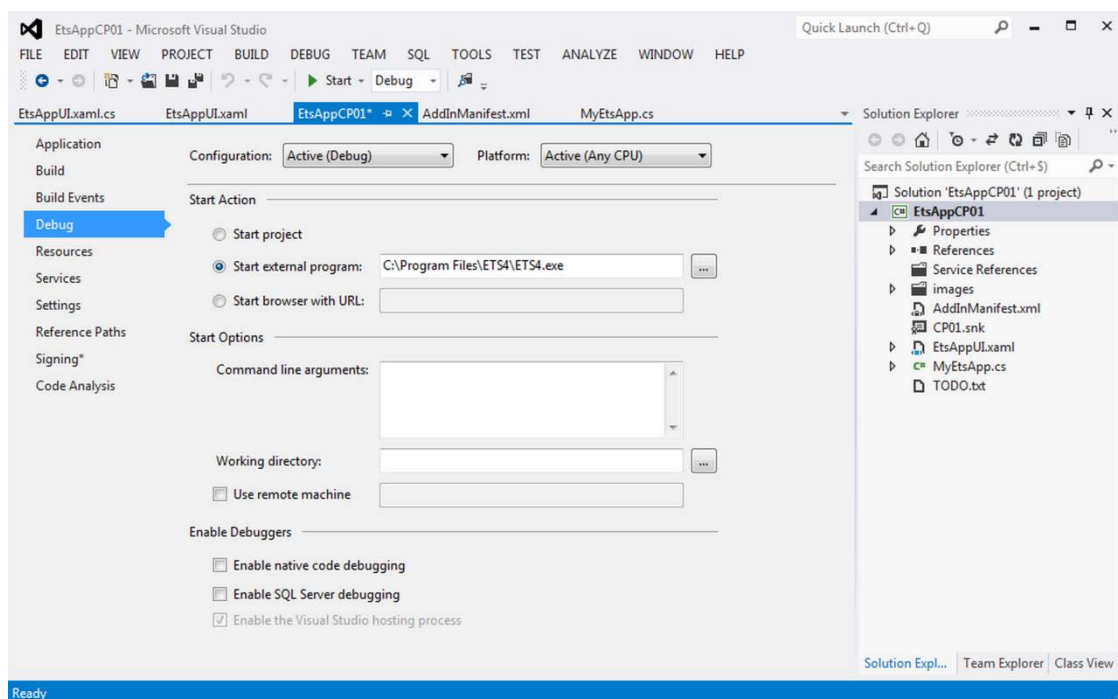 EtsAppCP01 - Microsoft Visual Studio
Quick Launch (Ctrl+Q)
FILE EDIT VIEW PROJECT BUILD DEBUG TEAM SQL TOOLS TEST ANALYZE WINDOW HELP
Start Debug
EtsAppUI.xaml.cs EtsAppUI.xaml EtsAppCP01* AddInManifest.xml MyEtsApp.cs
Application
Build
Build Events
Debug
Resources
Services
Settings
Reference Paths
Signing*
Code Analysis
Configuration: Active (Debug) Platform: Active (Any CPU)
Start Action
Start project
Start external program: C:\Program Files\ETS4\ETS4.exe ...
Start browser with URL:
Start Options
Command line arguments:
Working directory: ...
Use remote machine
Enable Debuggers
Enable native code debugging
Enable SQL Server debugging
Enable the Visual Studio hosting process
Solution Explorer
Search Solution Explorer (Ctrl+$)
Solution 'EtsAppCP01' (1 project)
C# EtsAppCP01
Properties
References
Service References
images
AddInManifest.xml
CP01.snk
EtsAppUI.xaml
C# MyEtsApp.cs
TODO.txt
Solution Expl... Team Explorer Class View
Ready